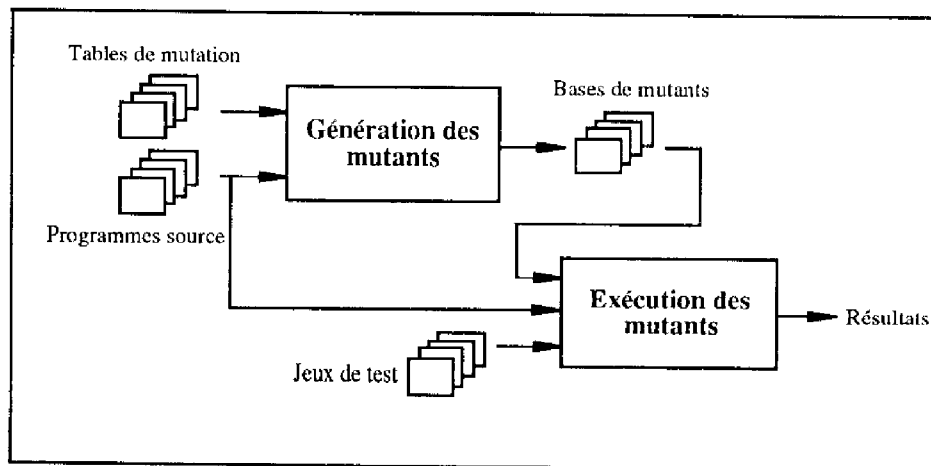 Tables de mutation
Génération des
mutants
Bases de mutants
Programmes source
Exécution des
mutants
Résultats
Jeux de test